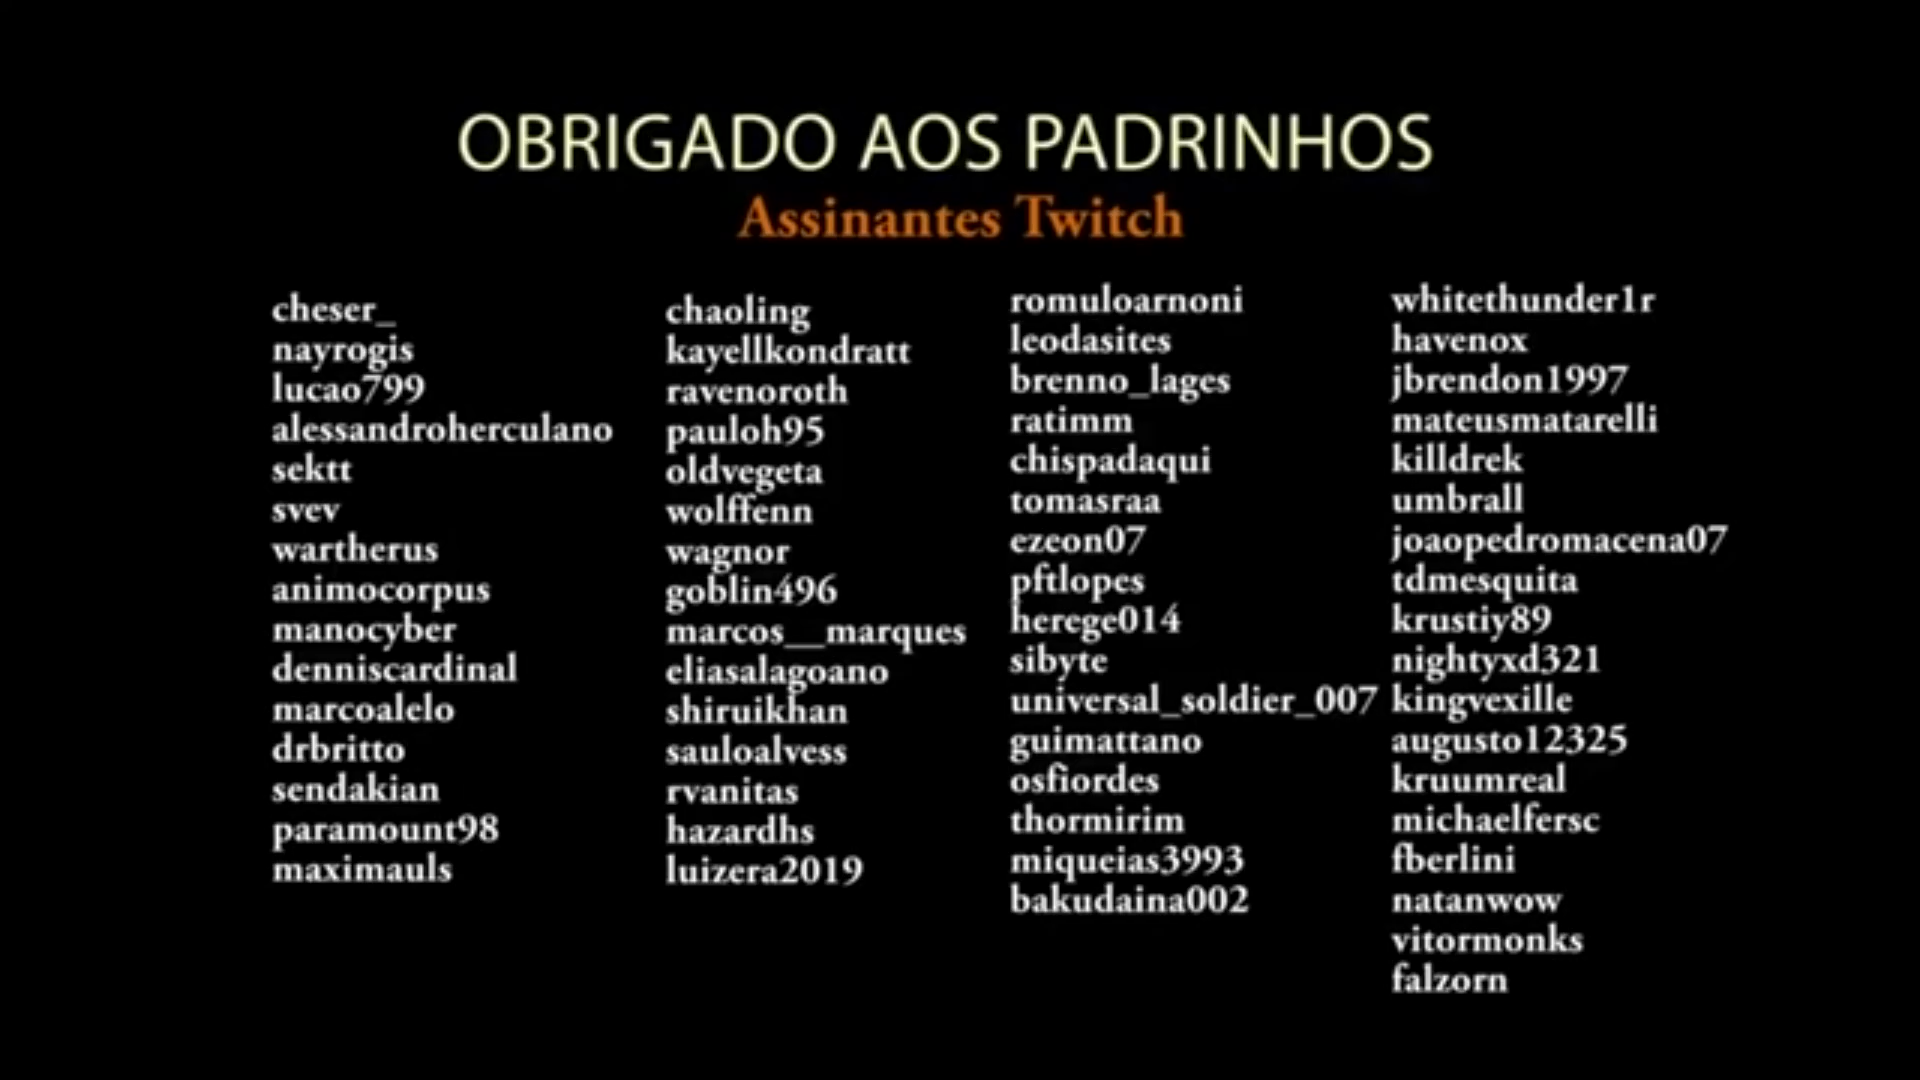 OBRIGADO AOS PADRINHOS
Assinantes Twitch
cheser_
nayrogis
lucao799
alessandroherculano
sektt
svev
wartherus
animocorpus
manocyber
denniscardinal
marcoalelo
drbritto
sendakian
paramount98
maximauls
chaoling
kayellkondratt
ravenoroth
pauloh95
oldvegeta
wolffenn
wagnor
goblin496
marcos__marques
eliasalagoano
shiruikhan
sauloalvess
rvanitas
hazardhs
luizera2019
romuloarnoni
leodasites
brenno_lages
ratimm
chispadaqui
tomasraa
ezeon07
pftlopes
herege014
sibyte
universal_soldier_007
guimattano
osfiordes
thormirim
miqueias3993
bakudaina002
whitethunder1r
havenox
jbrendon1997
mateusmatarelli
killdrek
umbrall
joaopedromacena07
tdmesquita
krustiy89
nightyxd321
kingvexille
augusto12325
kruumreal
michaelfersc
fberlini
natanwow
vitormonks
falzorn